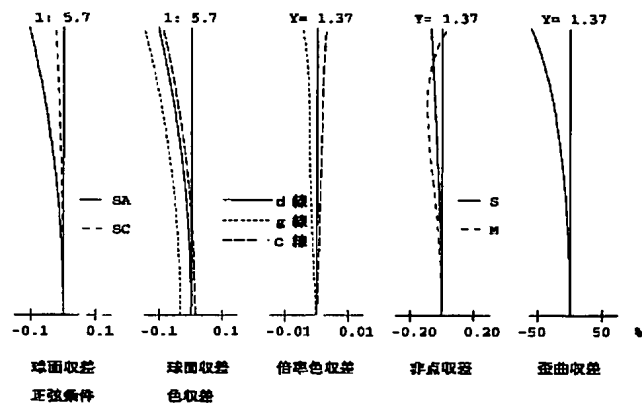 1: 5.7
1: 5.7
Y= 1.37
Y= 1.37
Y= 1.37
SA
SC
d 線
g 線
c 線
S
M
-0.1 0.1
-0.1 0.1
-0.01 0.01
-0.20 0.20
-50 50 %
球面収差
正弦条件
球面収差
色収差
倍率色収差
非点収差
歪曲収差